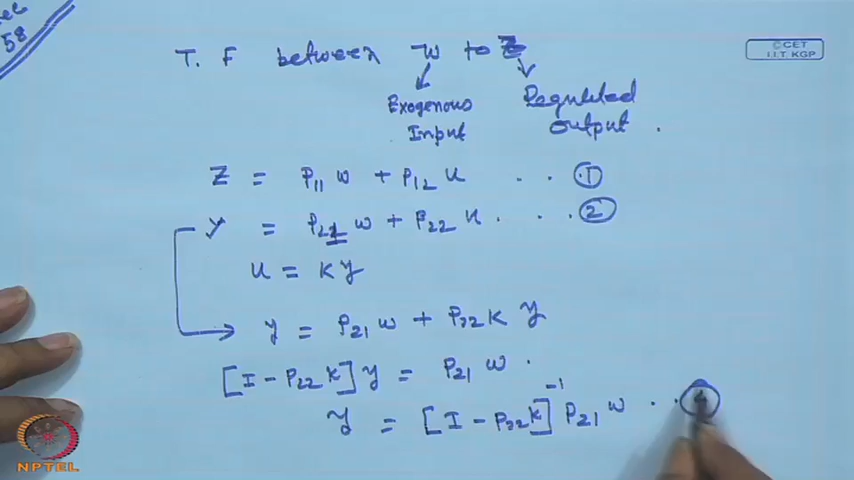 58
T. F between w to Z
Exogenous Regulated
Input output .
© CET
I.I.T. KGP
Z = P11 w + P12 u . . . 1
y = P21 w + P22 u . . . 2
u = K y
y = P21 w + P22 K y
[I - P22 K] y = P21 w .
y = [I - P22 K]⁻¹ P21 w . .
NPTEL